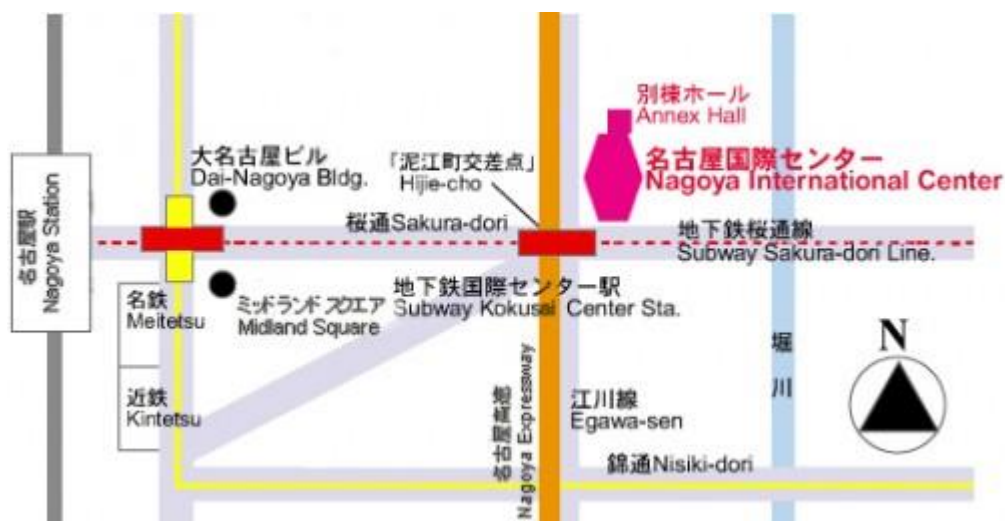 別棟ホール
Annex Hall
名古屋国際センター
Nagoya International Center
大名古屋ビル
Dai-Nagoya Bldg.
「泥江町交差点」
Hijie-cho
名古屋駅
Nagoya Station
桜通Sakura-dori
地下鉄桜通線
Subway Sakura-dori Line.
名鉄
Meitetsu
ミッドランド スクエア
Midland Square
地下鉄国際センター駅
Subway Kokusai Center Sta.
堀川
N
近鉄
Kintetsu
名古屋高速
Nagoya Expressway
江川線
Egawa-sen
錦通Nisiki-dori